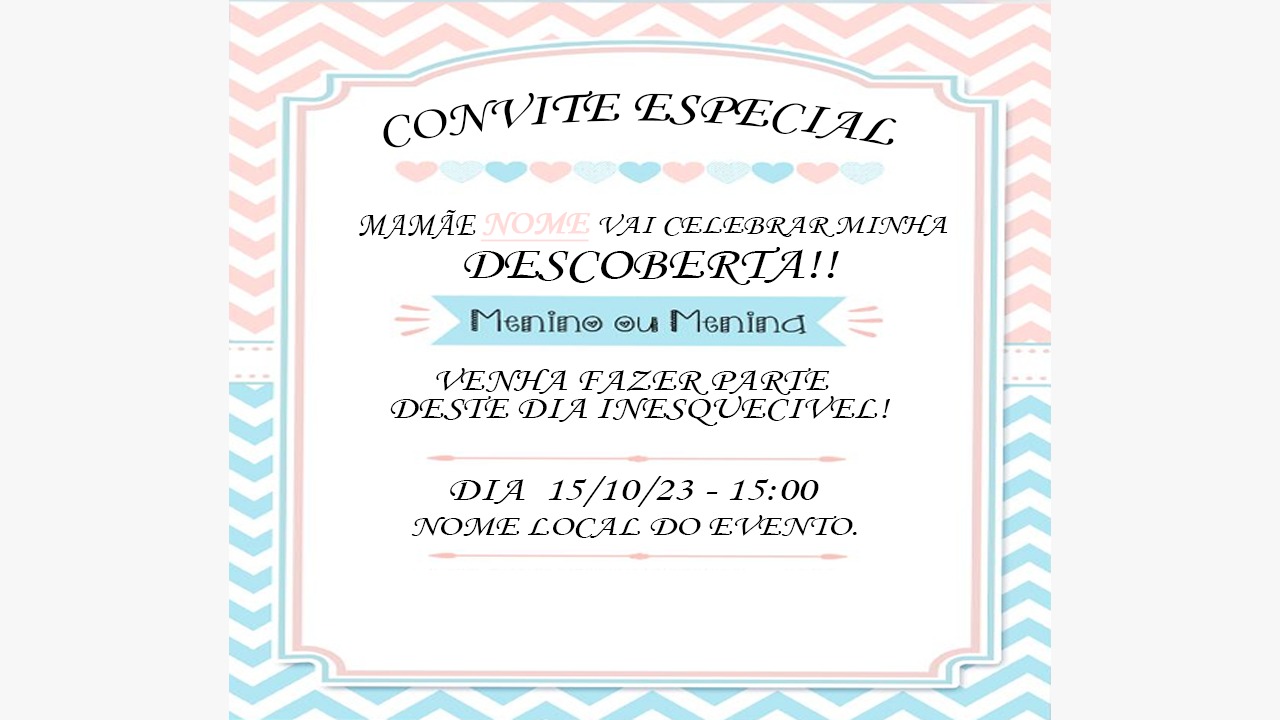 CONVITE ESPECIAL
MAMÃE NOME VAI CELEBRAR MINHA
DESCOBERTA!!
Menino ou Menina
VENHA FAZER PARTE
DESTE DIA INESQUECIVEL!
DIA 15/10/23 - 15:00
NOME LOCAL DO EVENTO.